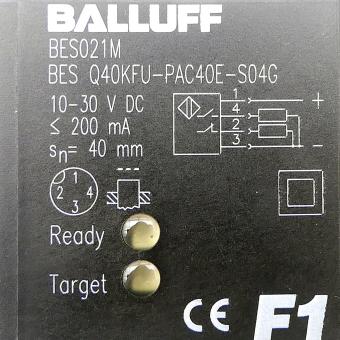 BALLUFF
BES021M
BES Q40KFU-PAC40E-S04G
10-30 V DC
≤ 200 mA
sn= 40 mm
1 +
4
2
3 -
1
2 4
3
Ready
Target
CE F1